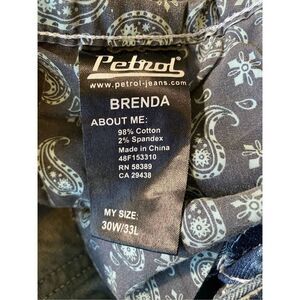 Petrol
www.petrol-jeans.com
BRENDA
ABOUT ME:
98% Cotton
2% Spandex
Made in China
48F153310
RN 58389
CA 29438
MY SIZE:
30W/33L